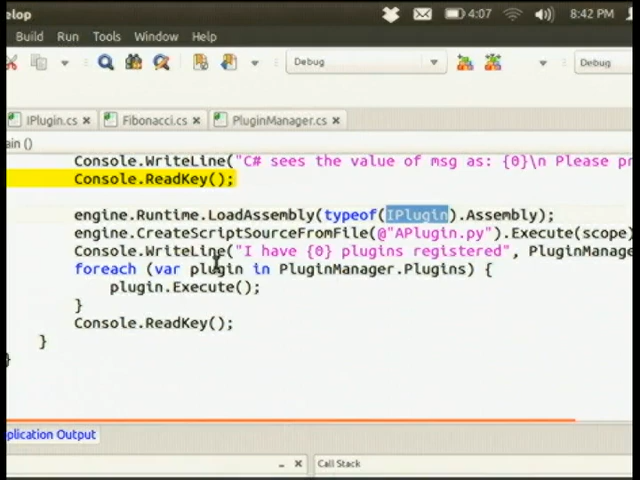 elop 4:07 8:42 PM
Build Run Tools Window Help
Debug Debug
IPlugin.cs Fibonacci.cs PluginManager.cs
ain ()
Console.WriteLine("C# sees the value of msg as: {0}\n Please pr
Console.ReadKey();
engine.Runtime.LoadAssembly(typeof(IPlugin).Assembly);
engine.CreateScriptSourceFromFile(@"APlugin.py").Execute(scope)
Console.WriteLine("I have {0} plugins registered", PluginManage
foreach (var plugin in PluginManager.Plugins) {
plugin.Execute();
}
Console.ReadKey();
}
}
plication Output
Call Stack